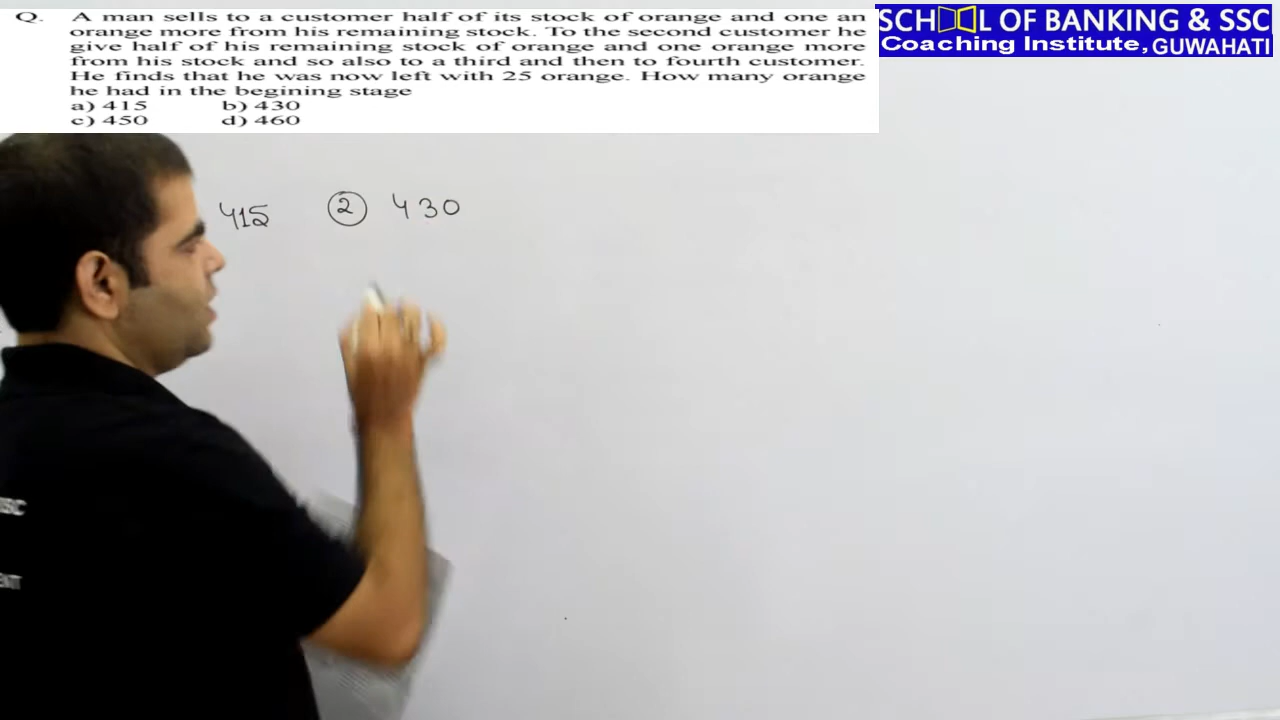 Q. A man sells to a customer half of its stock of orange and one an
orange more from his remaining stock. To the second customer he
give half of his remaining stock of orange and one orange more
from his stock and so also to a third and then to fourth customer.
He finds that he was now left with 25 orange. How many orange
he had in the begining stage
a) 415 b) 430
c) 450 d) 460
SCHOOL OF BANKING & SSC
Coaching Institute, GUWAHATI
415 2 430